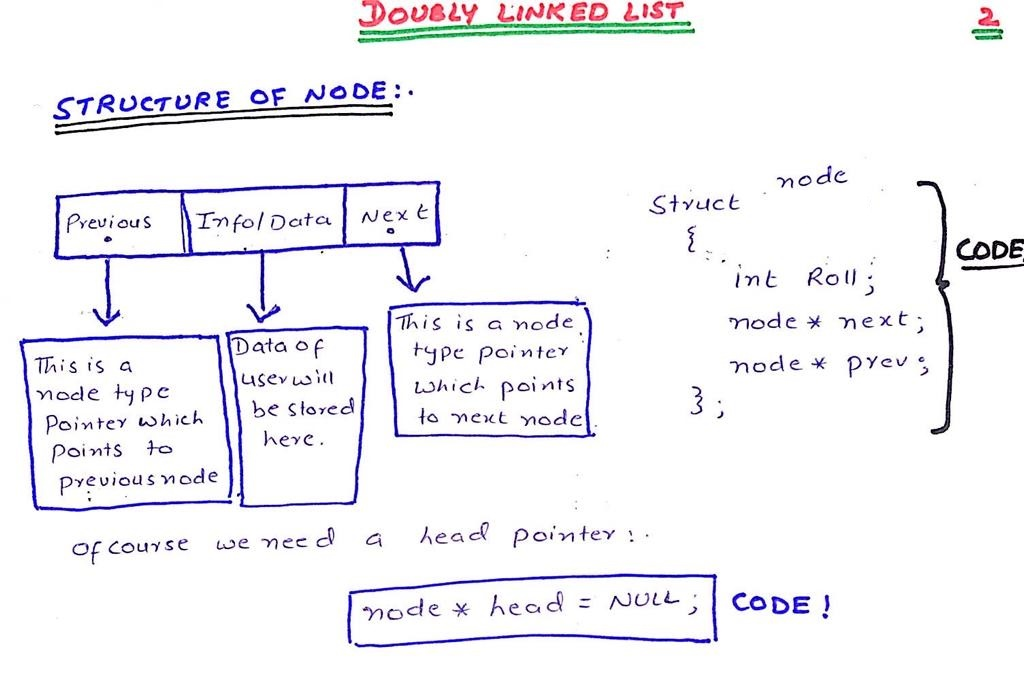 DOUBLY LINKED LIST
2
STRUCTURE OF NODE:.
Previous
Info/Data
Next
This is a
node type
Pointer which
Points to
previous node
Data of
user will
be stored
here.
This is a node
type pointer
which points
to next node
Struct node
{
int Roll;
node* next;
node* prev;
};
CODE
Of course we need a head pointer:.
node * head = NULL;
CODE!